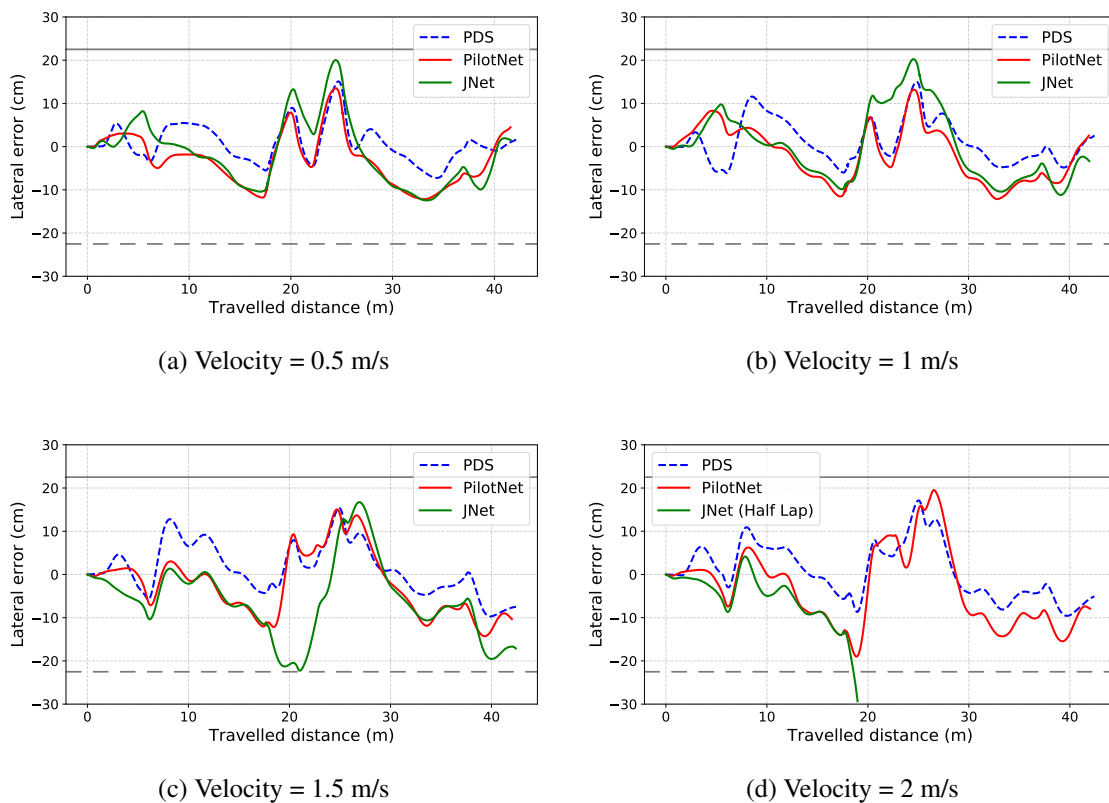 30
20
10
0
−10
−20
−30
Lateral error (cm)
PDS
PilotNet
JNet
0 10 20 30 40
Travelled distance (m)
(a) Velocity = 0.5 m/s
30
20
10
0
−10
−20
−30
Lateral error (cm)
PDS
PilotNet
JNet
0 10 20 30 40
Travelled distance (m)
(b) Velocity = 1 m/s
30
20
10
0
−10
−20
−30
Lateral error (cm)
PDS
PilotNet
JNet
0 10 20 30 40
Travelled distance (m)
(c) Velocity = 1.5 m/s
30
20
10
0
−10
−20
−30
Lateral error (cm)
PDS
PilotNet
JNet (Half Lap)
0 10 20 30 40
Travelled distance (m)
(d) Velocity = 2 m/s